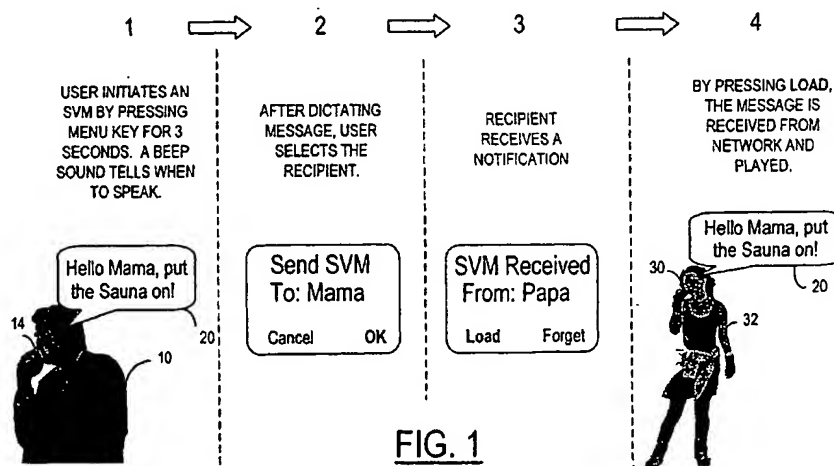 1
2
3
4
USER INITIATES AN
SVM BY PRESSING
MENU KEY FOR 3
SECONDS. A BEEP
SOUND TELLS WHEN
TO SPEAK.
AFTER DICTATING
MESSAGE, USER
SELECTS THE
RECIPIENT.
RECIPIENT
RECEIVES A
NOTIFICATION
BY PRESSING LOAD,
THE MESSAGE IS
RECEIVED FROM
NETWORK AND
PLAYED.
Hello Mama, put
the Sauna on!
14
20
10
Send SVM
To: Mama
Cancel OK
SVM Received
From: Papa
Load Forget
Hello Mama, put
the Sauna on!
30
20
32
FIG. 1